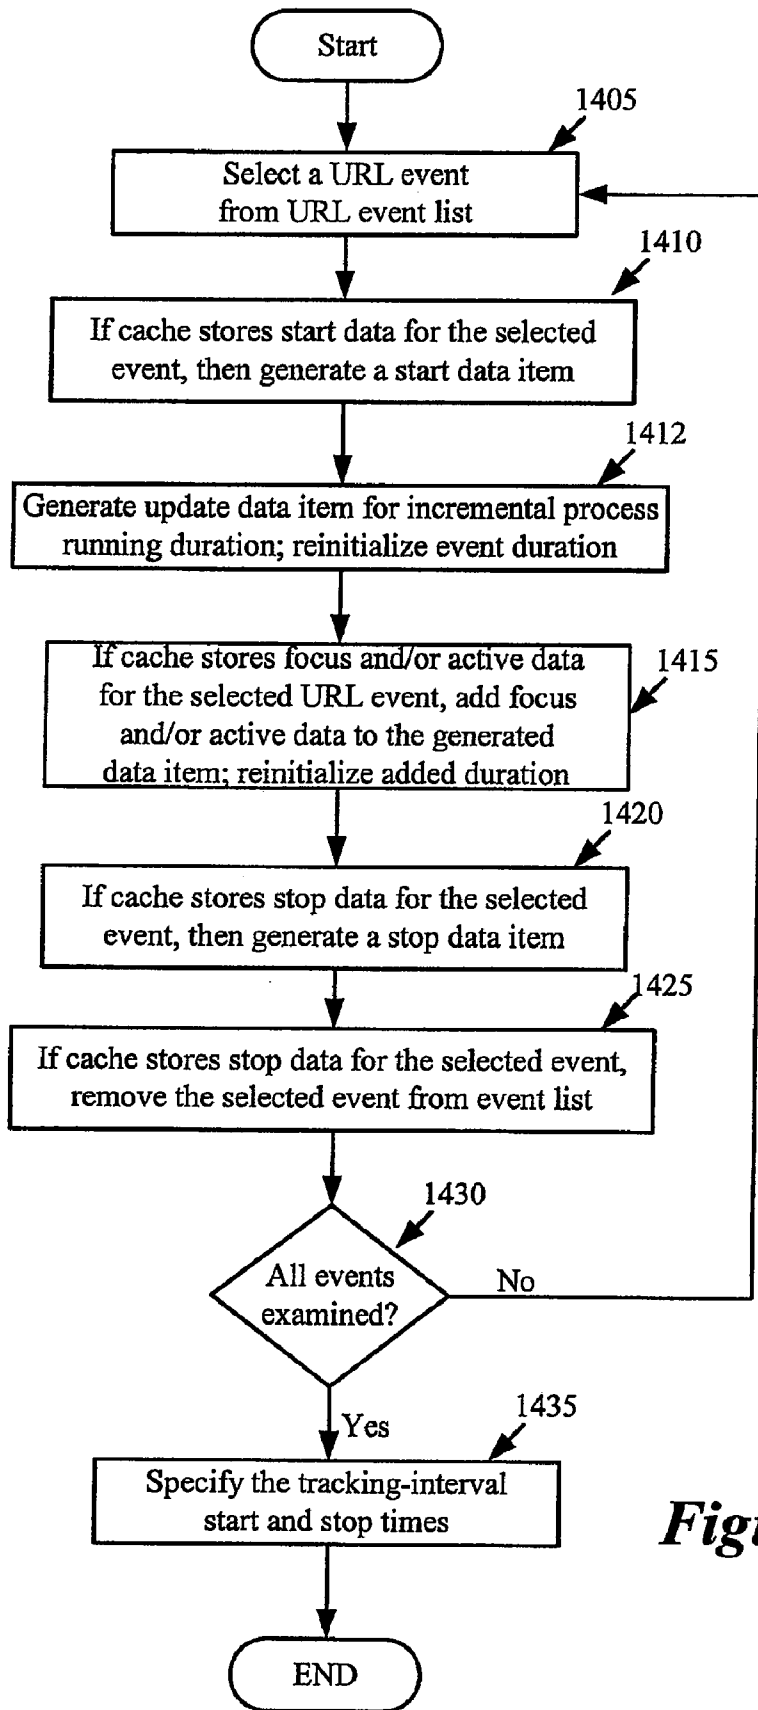 Start
1405
Select a URL event
from URL event list
1410
If cache stores start data for the selected
event, then generate a start data item
1412
Generate update data item for incremental process
running duration; reinitialize event duration
If cache stores focus and/or active data
for the selected URL event, add focus
and/or active data to the generated
data item; reinitialize added duration
1415
1420
If cache stores stop data for the selected
event, then generate a stop data item
1425
If cache stores stop data for the selected event,
remove the selected event from event list
1430
All events
examined?
No
Yes
1435
Specify the tracking-interval
start and stop times
END